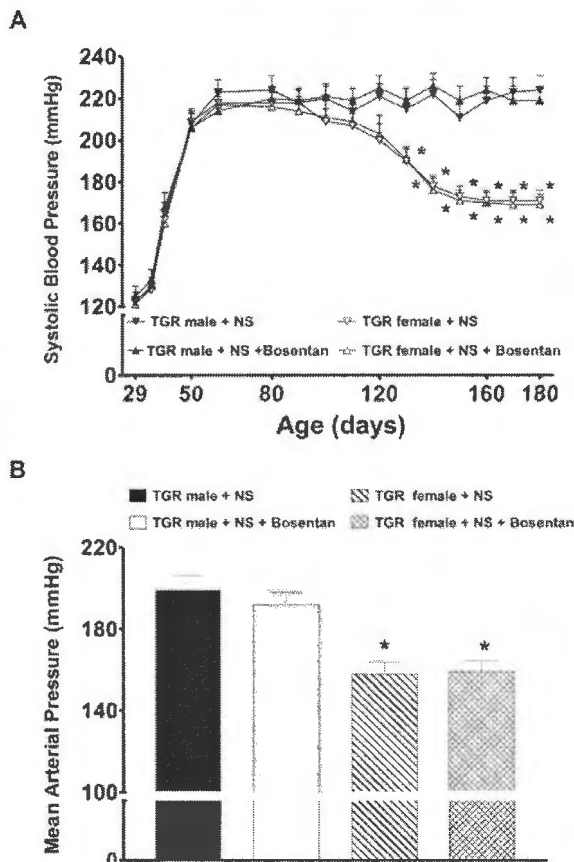 A
Systolic Blood Pressure (mmHg)
240
220
200
180
160
140
120
0
TGR male + NS
TGR female + NS
TGR male + NS +Bosentan
TGR female + NS + Bosentan
* * * * * *
* * * * * *
29 50 80 120 160 180
Age (days)
B
TGR male + NS
TGR female + NS
TGR male + NS + Bosentan
TGR female + NS + Bosentan
Mean Arterial Pressure (mmHg)
220
180
140
100
0
* *